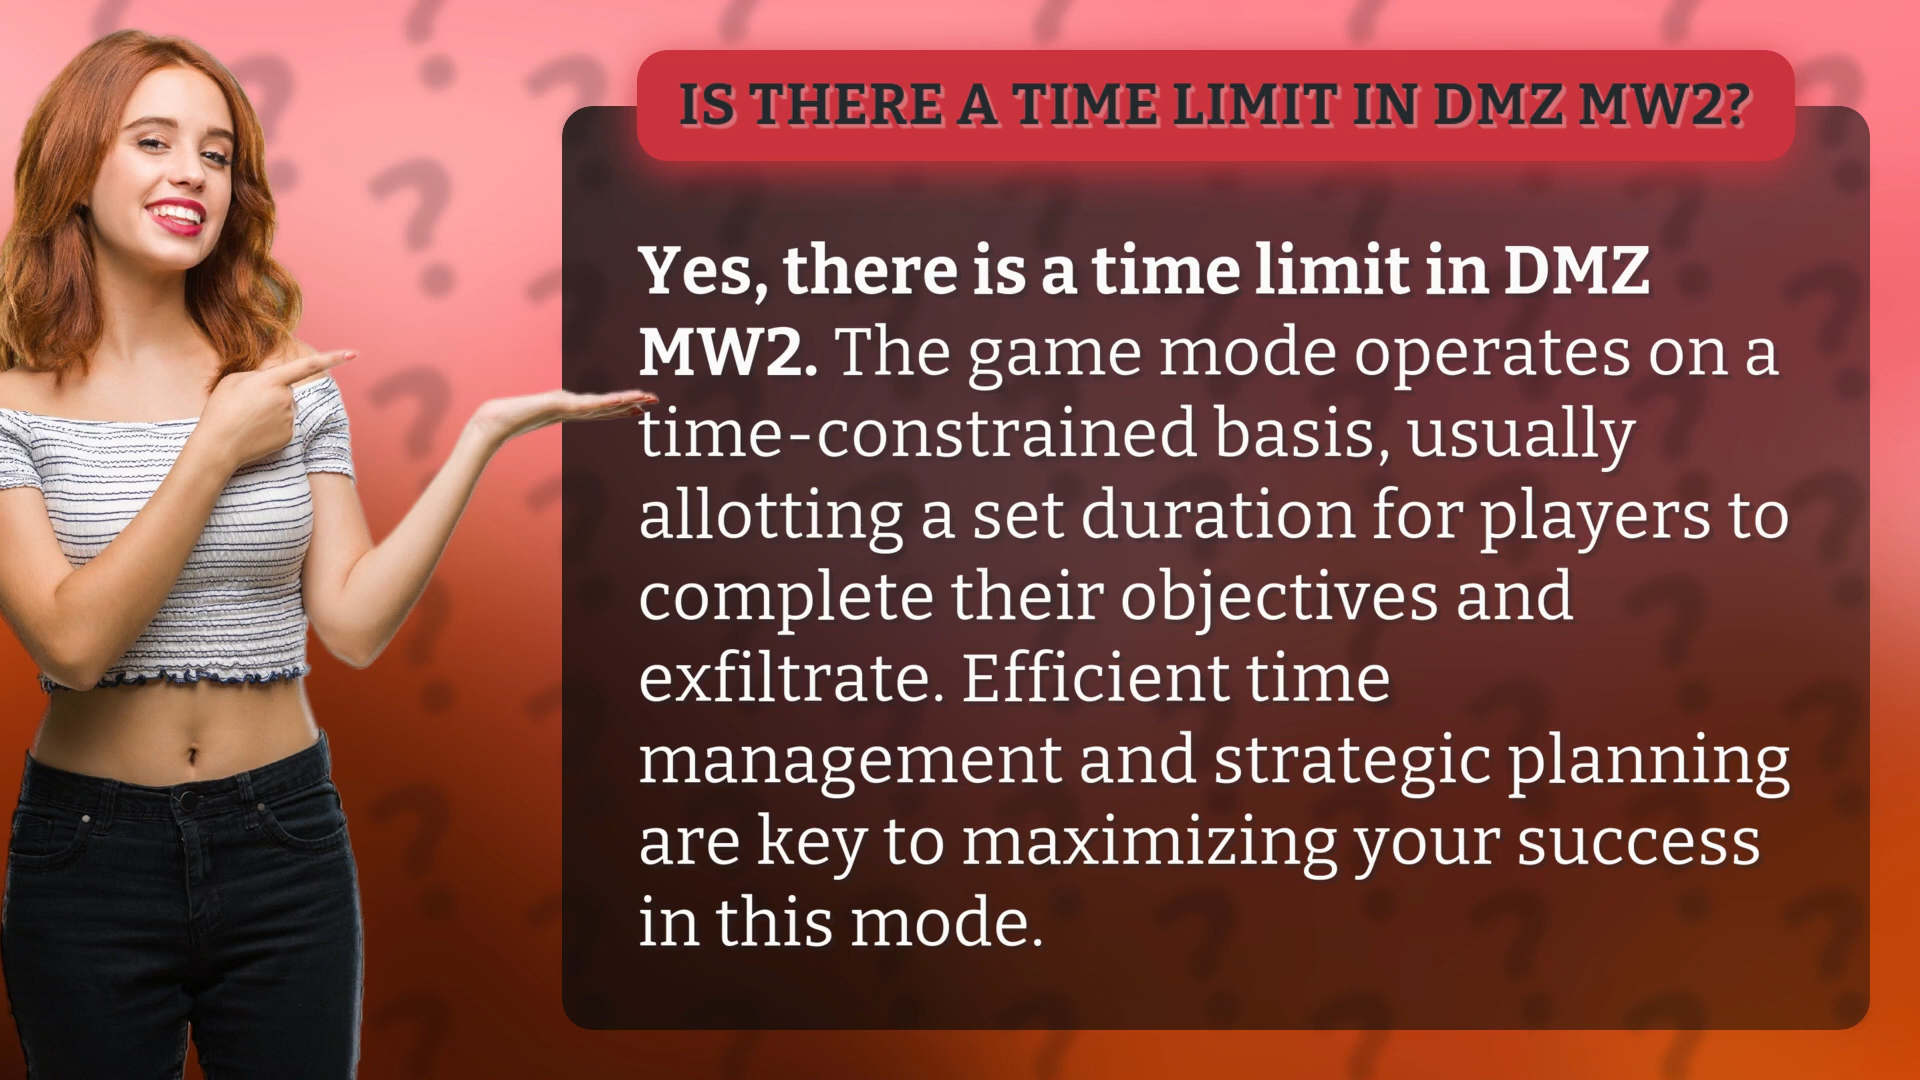 IS THERE A TIME LIMIT IN DMZ MW2?
Yes, there is a time limit in DMZ
MW2. The game mode operates on a
time-constrained basis, usually
allotting a set duration for players to
complete their objectives and
exfiltrate. Efficient time
management and strategic planning
are key to maximizing your success
in this mode.